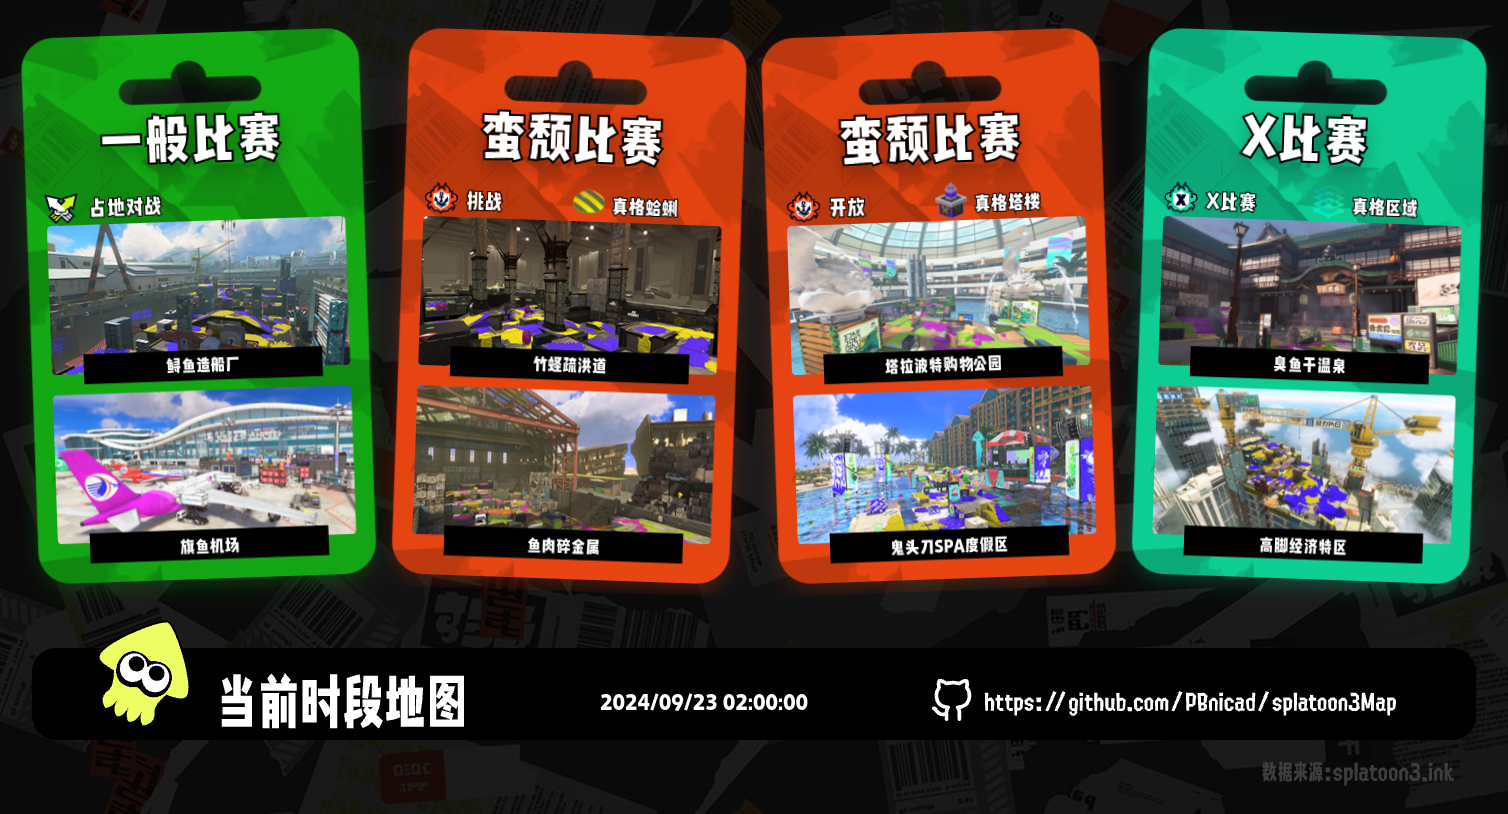 一般比赛
占地对战
鲟鱼造船厂
旗鱼机场
蛮颓比赛
挑战
真格蛤蜊
竹蛏疏洪道
鱼肉碎金属
蛮颓比赛
开放
真格塔楼
塔拉波特购物公园
鬼头刀SPA度假区
X比赛
X比赛
真格区域
臭鱼干温泉
高脚经济特区
当前时段地图
2024/09/23 02:00:00
https://github.com/PBnicad/splatoon3Map
数据来源:splatoon3.ink